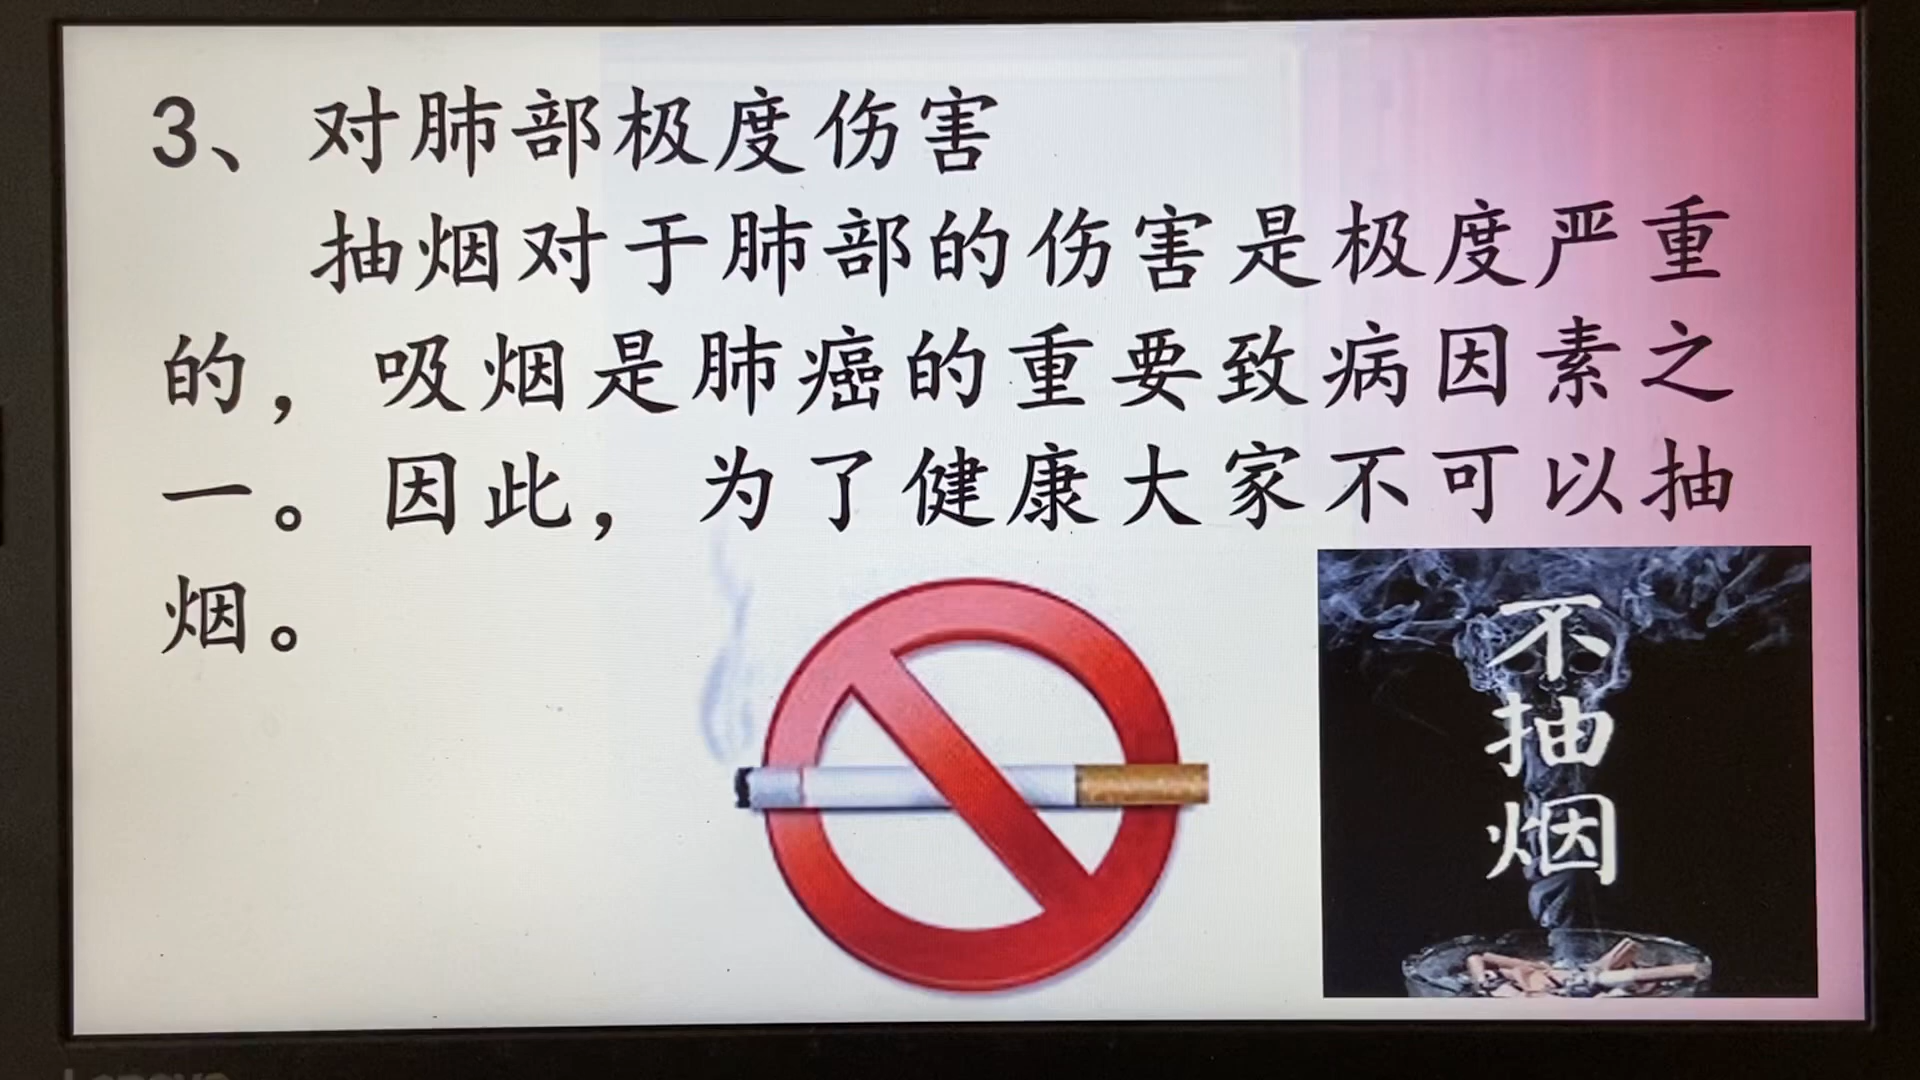 3、对肺部极度伤害
抽烟对于肺部的伤害是极度严重
的，吸烟是肺癌的重要致病因素之
一。因此，为了健康大家不可以抽
烟。
不
抽
烟